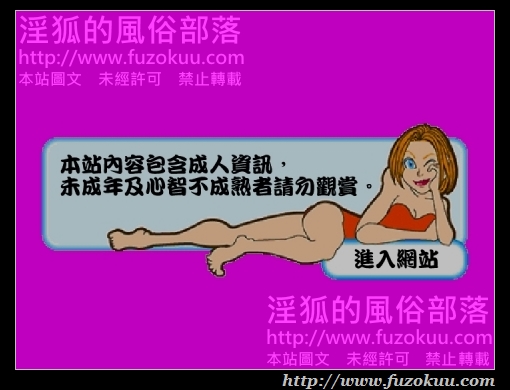 淫狐的風俗部落
http://www.fuzokuu.com
本站圖文　未經許可　禁止轉載
本站內容包含成人資訊，
未成年及心智不成熟者請勿觀賞。
進入網站
淫狐的風俗部落
http://www.fuzokuu.com
本站圖文　未經許可　禁止轉載
http://www.fuzokuu.com